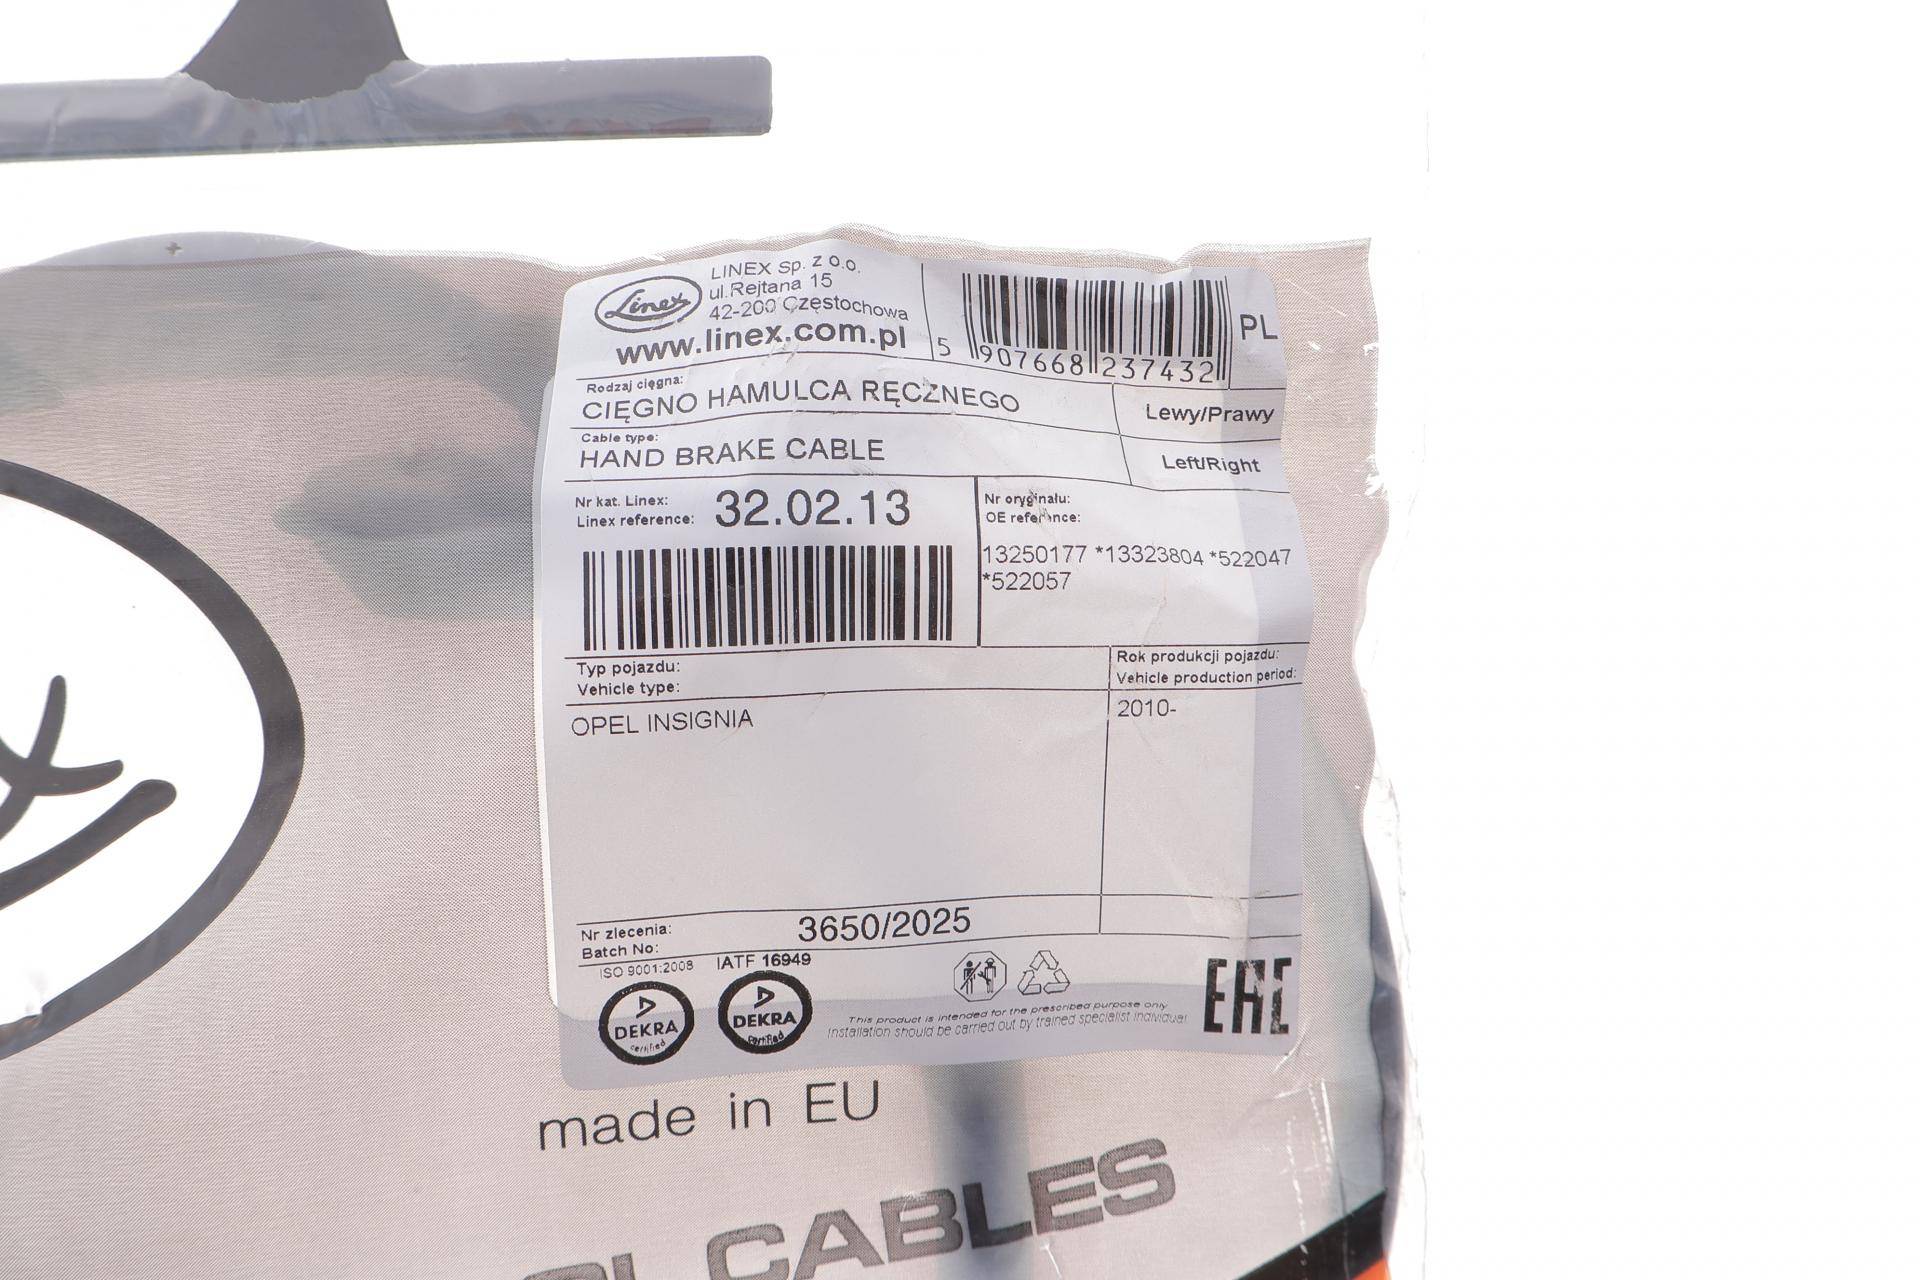 Linex
LINEX sp. z o.o.
ul.Rejtana 15
42-200 Częstochowa
www.linex.com.pl
5 907668 237432
PL
Rodzaj cięgna:
CIĘGNO HAMULCA RĘCZNEGO
Lewy/Prawy
Cable type:
HAND BRAKE CABLE
Left/Right
Nr kat. Linex:
Linex reference:
32.02.13
Nr oryginału:
OE reference:
13250177 *13323804 *522047
*522057
Typ pojazdu:
Vehicle type:
Rok produkcji pojazdu:
Vehicle production period:
OPEL INSIGNIA
2010-
Nr zlecenia:
Batch No:
3650/2025
ISO 9001:2008
IATF 16949
DEKRA
certified
DEKRA
certified
This product is intended for the prescribed purpose only.
Installation should be carried out by trained specialist individual
EAC
made in EU
CABLES